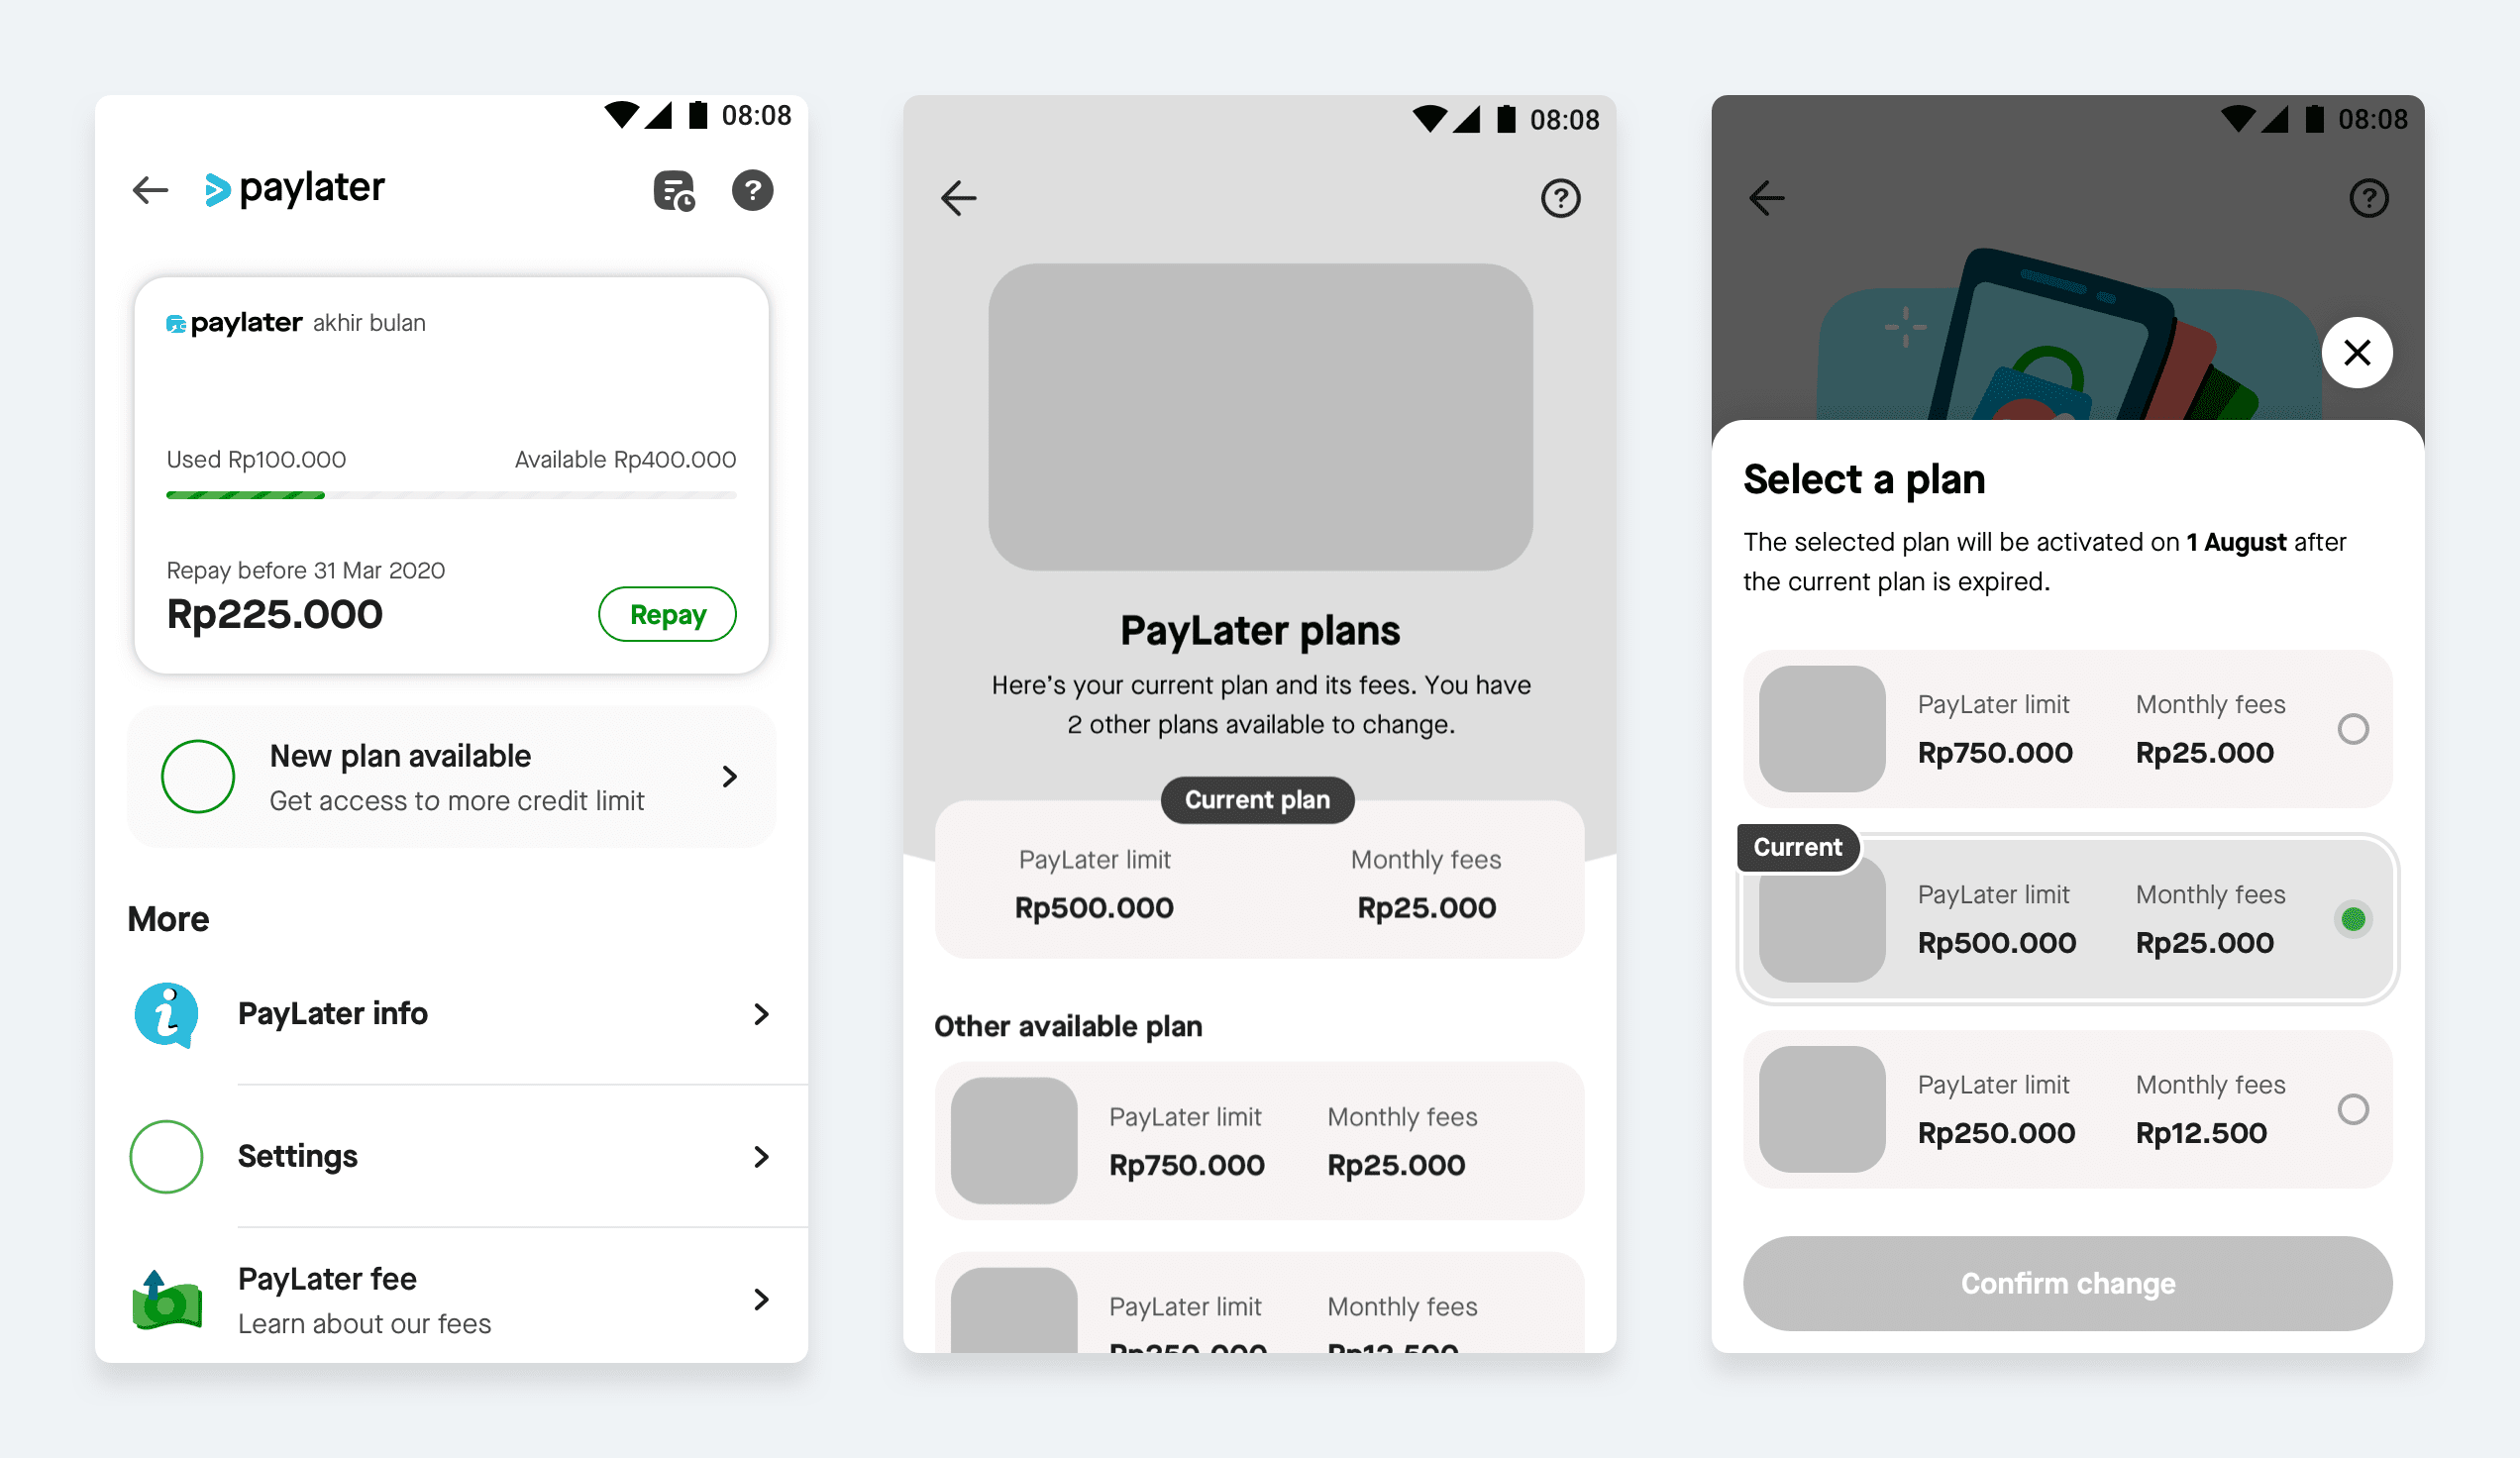 08:08
paylater
?
paylater akhir bulan
Used Rp100.000 Available Rp400.000
Repay before 31 Mar 2020
Rp225.000
Repay
New plan available
Get access to more credit limit
More
PayLater info
Settings
PayLater fee
Learn about our fees
08:08
?
PayLater plans
Here's your current plan and its fees. You have
2 other plans available to change.
Current plan
PayLater limit Monthly fees
Rp500.000 Rp25.000
Other available plan
PayLater limit Monthly fees
Rp750.000 Rp25.000
PayLater limit Monthly fees
Rp250.000 Rp12.500
08:08
?
Select a plan
The selected plan will be activated on 1 August after
the current plan is expired.
PayLater limit Monthly fees
Rp750.000 Rp25.000
Current
PayLater limit Monthly fees
Rp500.000 Rp25.000
PayLater limit Monthly fees
Rp250.000 Rp12.500
Confirm change